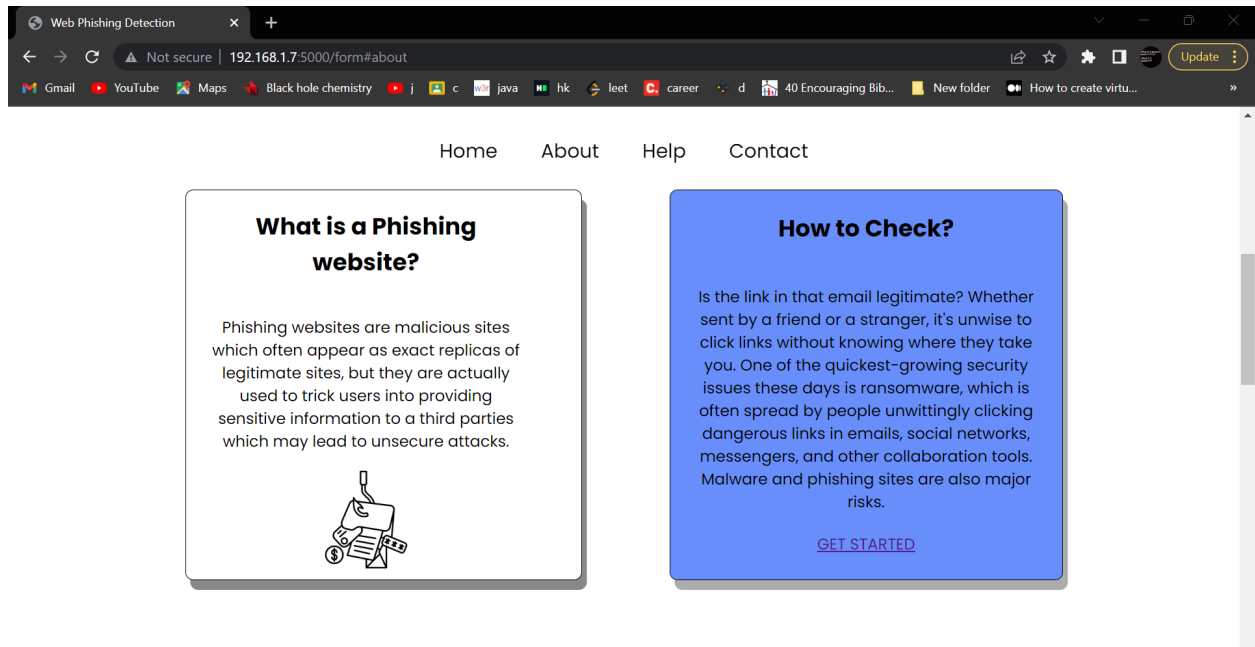 Web Phishing Detection
Not secure | 192.168.1.7:5000/form#about
Update
Gmail YouTube Maps Black hole chemistry j c java hk leet career d 40 Encouraging Bib... New folder How to create virtu... »
Home About Help Contact
What is a Phishing
website?
Phishing websites are malicious sites
which often appear as exact replicas of
legitimate sites, but they are actually
used to trick users into providing
sensitive information to a third parties
which may lead to unsecure attacks.
How to Check?
Is the link in that email legitimate? Whether
sent by a friend or a stranger, it's unwise to
click links without knowing where they take
you. One of the quickest-growing security
issues these days is ransomware, which is
often spread by people unwittingly clicking
dangerous links in emails, social networks,
messengers, and other collaboration tools.
Malware and phishing sites are also major
risks.
GET STARTED